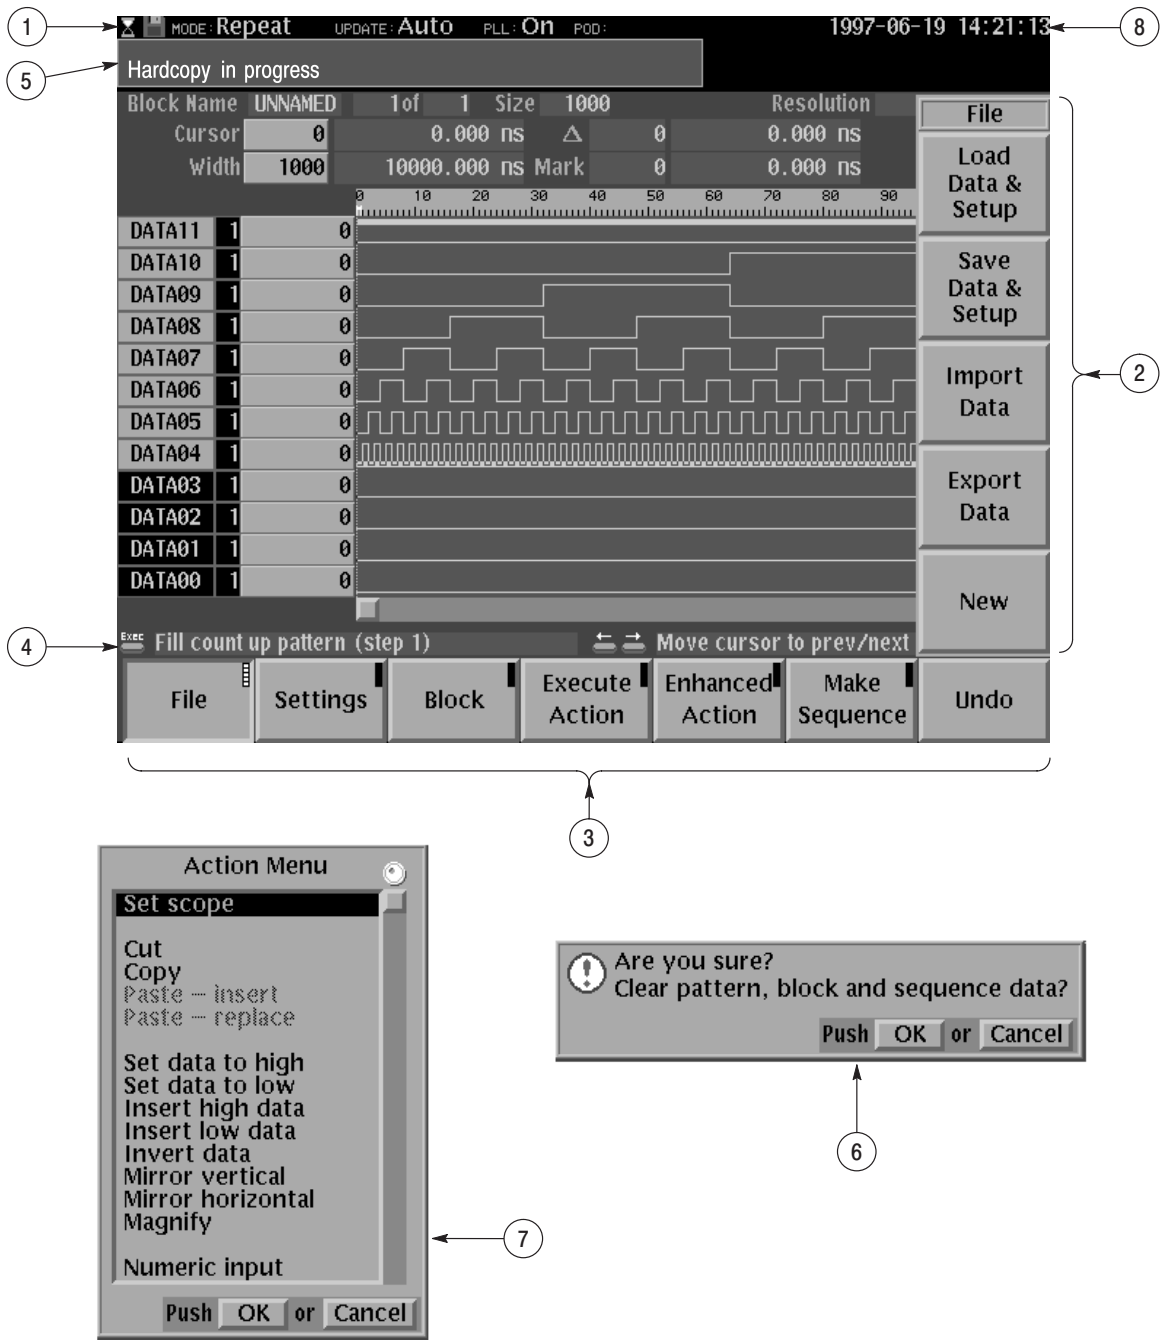 1
MODE: Repeat UPDATE: Auto PLL: On POD: 1997-06-19 14:21:13
8
5
Hardcopy in progress
Block Name UNNAMED 1of 1 Size 1000 Resolution
Cursor 0 0.000 ns Δ 0 0.000 ns
Width 1000 10000.000 ns Mark 0 0.000 ns
0 10 20 30 40 50 60 70 80 90
DATA11 1 0
DATA10 1 0
DATA09 1 0
DATA08 1 0
DATA07 1 0
DATA06 1 0
DATA05 1 0
DATA04 1 0
DATA03 1 0
DATA02 1 0
DATA01 1 0
DATA00 1 0
File
Load
Data &
Setup
Save
Data &
Setup
Import
Data
Export
Data
New
2
4
Exec Fill count up pattern (step 1) ← → Move cursor to prev/next
File
Settings
Block
Execute
Action
Enhanced
Action
Make
Sequence
Undo
3
Action Menu
Set scope
Cut
Copy
Paste – insert
Paste – replace
Set data to high
Set data to low
Insert high data
Insert low data
Invert data
Mirror vertical
Mirror horizontal
Magnify
Numeric input
Push OK or Cancel
7
Are you sure?
Clear pattern, block and sequence data?
Push OK or Cancel
6